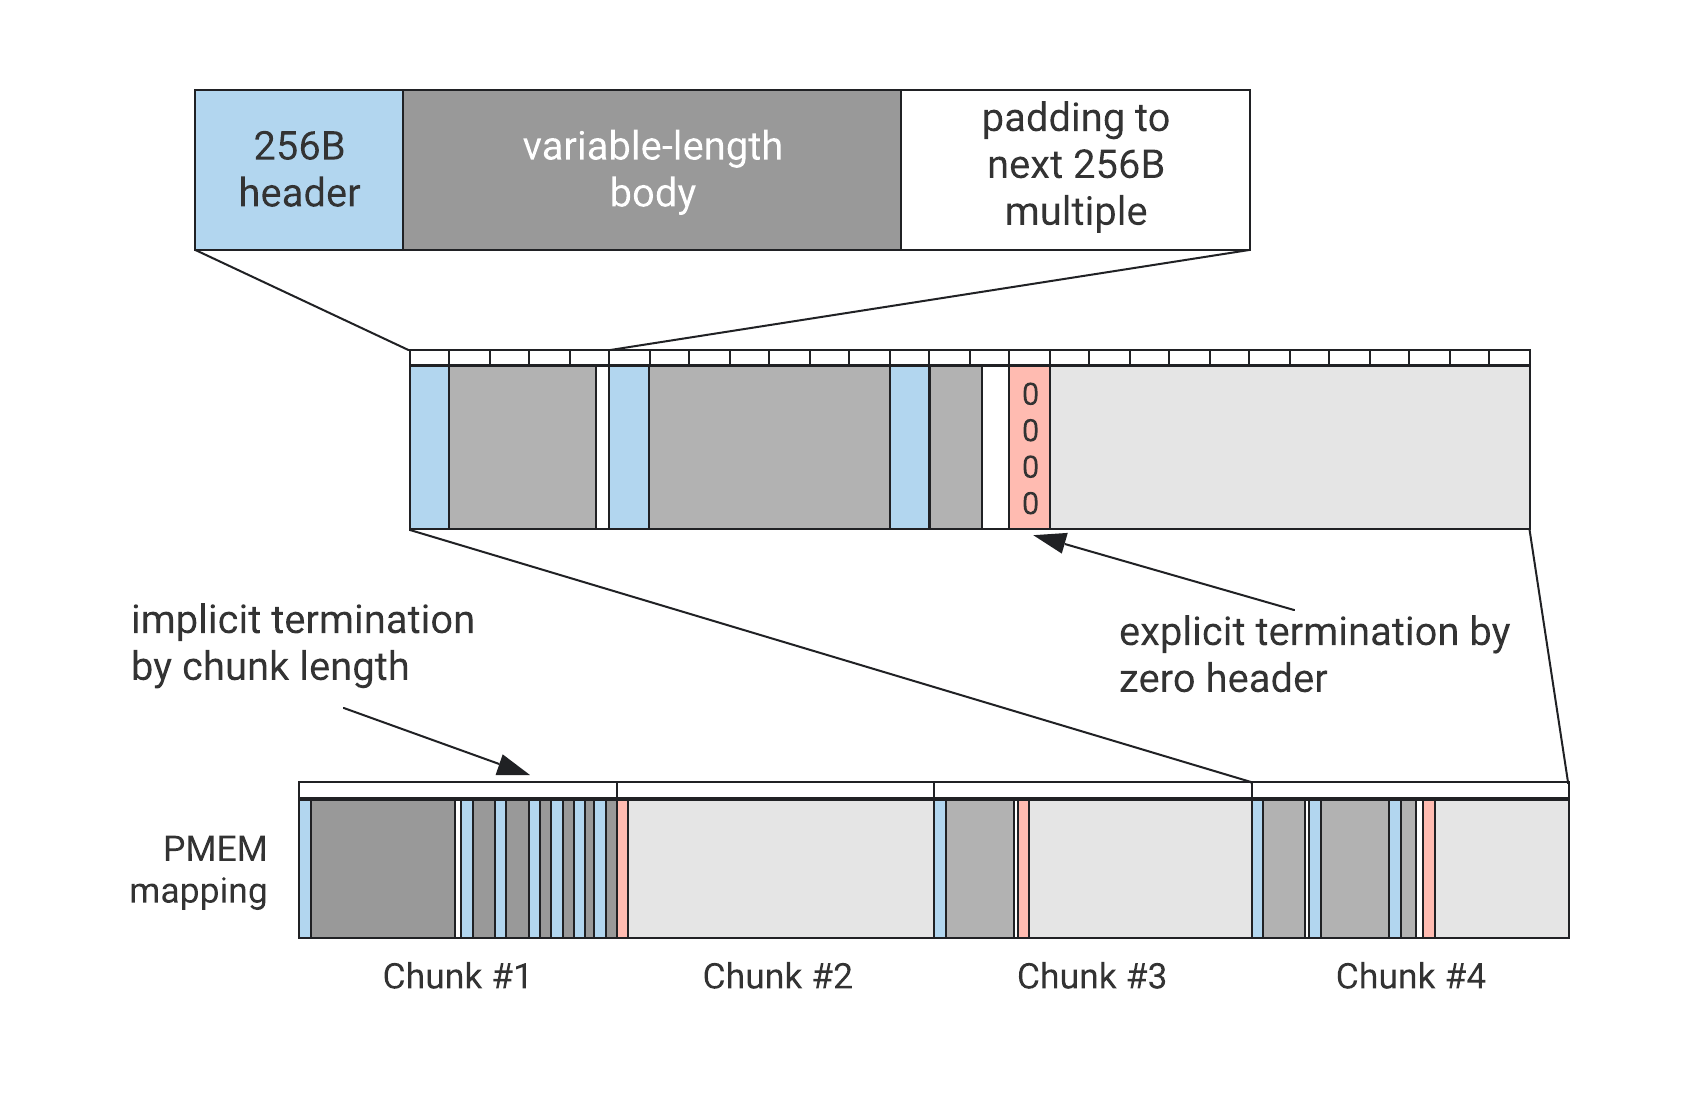 256B
header
variable-length
body
padding to
next 256B
multiple
0
0
0
0
implicit termination
by chunk length
explicit termination by
zero header
PMEM
mapping
Chunk #1
Chunk #2
Chunk #3
Chunk #4